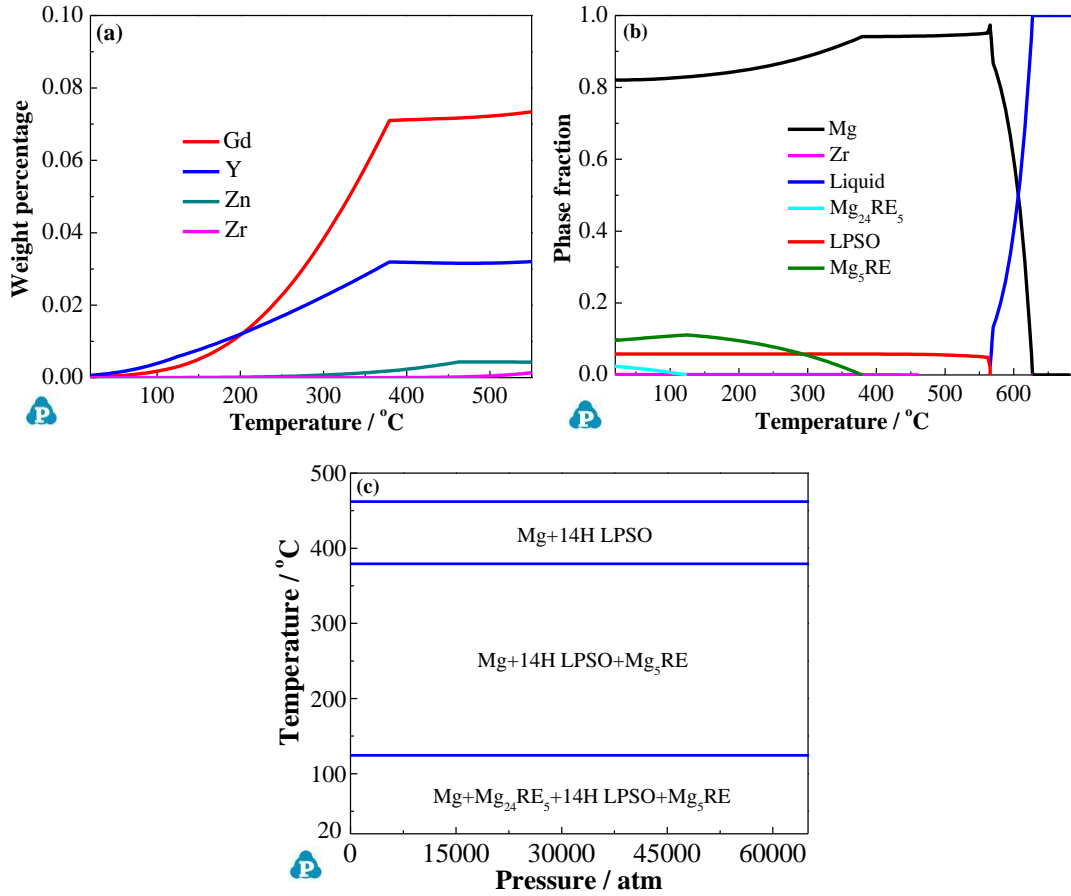 (a)
0.10
0.08
0.06
0.04
0.02
0.00
Weight percentage
Gd
Y
Zn
Zr
100 200 300 400 500
Temperature / °C
P
(b)
1.0
0.8
0.6
0.4
0.2
0.0
Phase fraction
Mg
Zr
Liquid
Mg₂₄RE₅
LPSO
Mg₅RE
100 200 300 400 500 600
Temperature / °C
P
(c)
500
400
300
200
100
20
Temperature / °C
Mg+14H LPSO
Mg+14H LPSO+Mg₅RE
Mg+Mg₂₄RE₅+14H LPSO+Mg₅RE
0 15000 30000 45000 60000
Pressure / atm
P